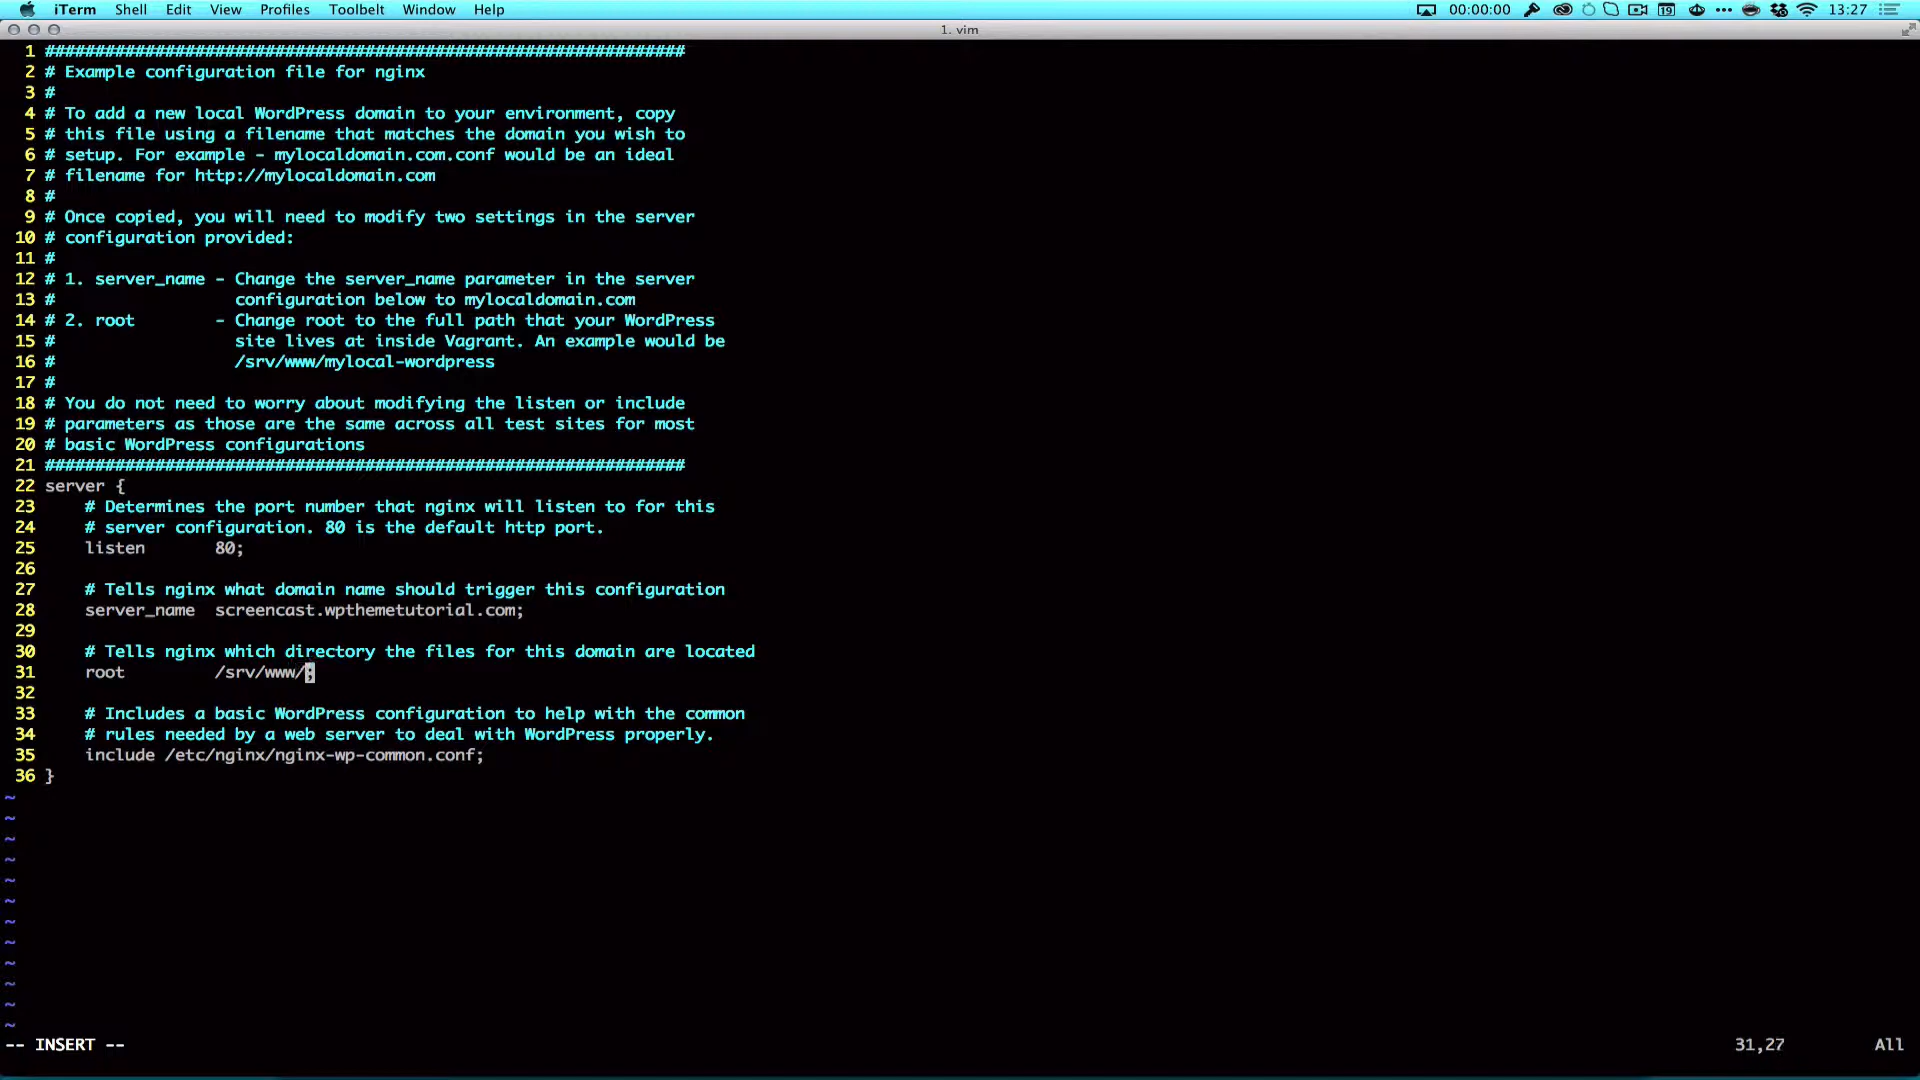 iTerm Shell Edit View Profiles Toolbelt Window Help 00:00:00 19 13:27
1. vim
1 ################################################################
2 # Example configuration file for nginx
3 #
4 # To add a new local WordPress domain to your environment, copy
5 # this file using a filename that matches the domain you wish to
6 # setup. For example - mylocaldomain.com.conf would be an ideal
7 # filename for http://mylocaldomain.com
8 #
9 # Once copied, you will need to modify two settings in the server
10 # configuration provided:
11 #
12 # 1. server_name - Change the server_name parameter in the server
13 #                  configuration below to mylocaldomain.com
14 # 2. root        - Change root to the full path that your WordPress
15 #                  site lives at inside Vagrant. An example would be
16 #                  /srv/www/mylocal-wordpress
17 #
18 # You do not need to worry about modifying the listen or include
19 # parameters as those are the same across all test sites for most
20 # basic WordPress configurations
21 ################################################################
22 server {
23     # Determines the port number that nginx will listen to for this
24     # server configuration. 80 is the default http port.
25     listen       80;
26
27     # Tells nginx what domain name should trigger this configuration
28     server_name  screencast.wpthemetutorial.com;
29
30     # Tells nginx which directory the files for this domain are located
31     root         /srv/www/;
32
33     # Includes a basic WordPress configuration to help with the common
34     # rules needed by a web server to deal with WordPress properly.
35     include /etc/nginx/nginx-wp-common.conf;
36 }
~
~
~
~
~
~
~
~
~
~
~
~
-- INSERT -- 31,27 All